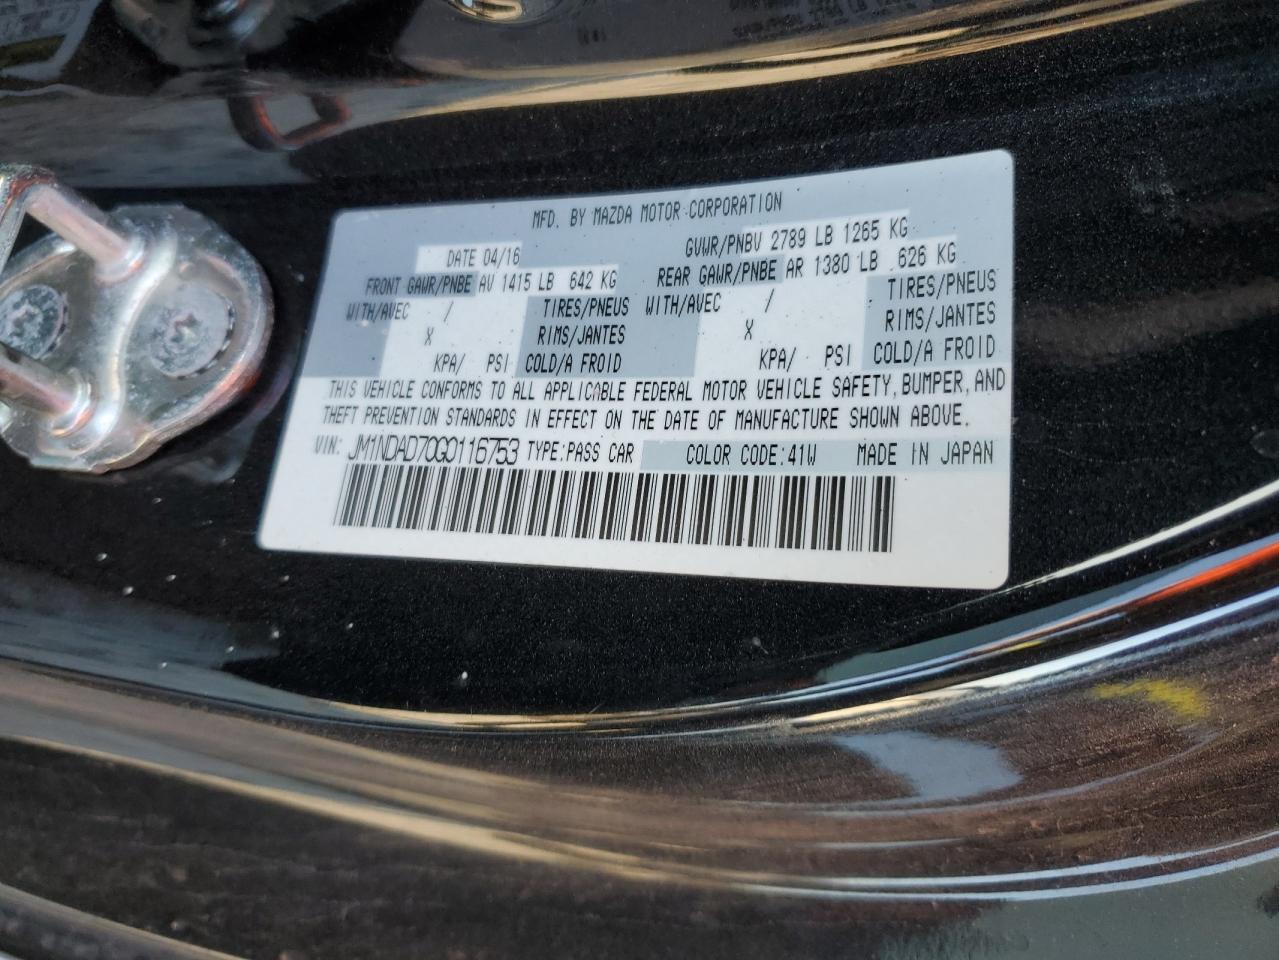 MFD. BY MAZDA MOTOR CORPORATION
DATE 04/16 GVWR/PNBV 2789 LB 1265 KG
FRONT GAWR/PNBE AV 1415 LB 642 KG REAR GAWR/PNBE AR 1380 LB 626 KG
WITH/AVEC / TIRES/PNEUS WITH/AVEC / TIRES/PNEUS
X RIMS/JANTES X RIMS/JANTES
KPA/ PSI COLD/A FROID KPA/ PSI COLD/A FROID
THIS VEHICLE CONFORMS TO ALL APPLICABLE FEDERAL MOTOR VEHICLE SAFETY, BUMPER, AND
THEFT PREVENTION STANDARDS IN EFFECT ON THE DATE OF MANUFACTURE SHOWN ABOVE.
VIN: JM1NDAD70G0116753 TYPE:PASS CAR COLOR CODE:41W MADE IN JAPAN